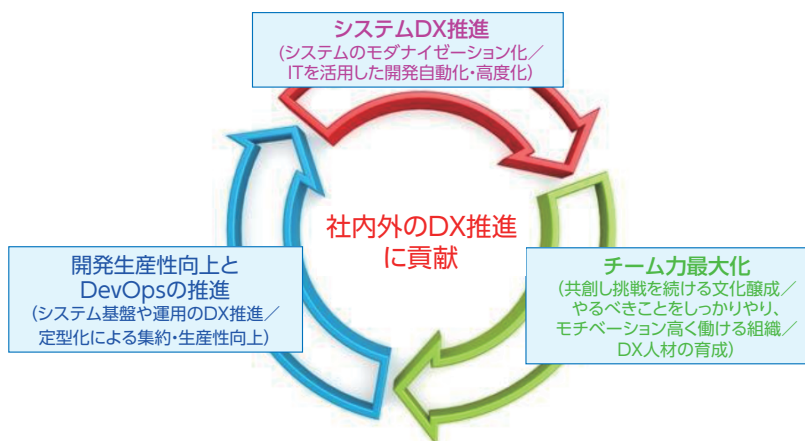 システムDX推進
(システムのモダナイゼーション化／
ITを活用した開発自動化・高度化)
社内外のDX推進
に貢献
開発生産性向上と
DevOpsの推進
(システム基盤や運用のDX推進／
定型化による集約・生産性向上)
チーム力最大化
(共創し挑戦を続ける文化醸成／
やるべきことをしっかりやり、
モチベーション高く働ける組織／
DX人材の育成)